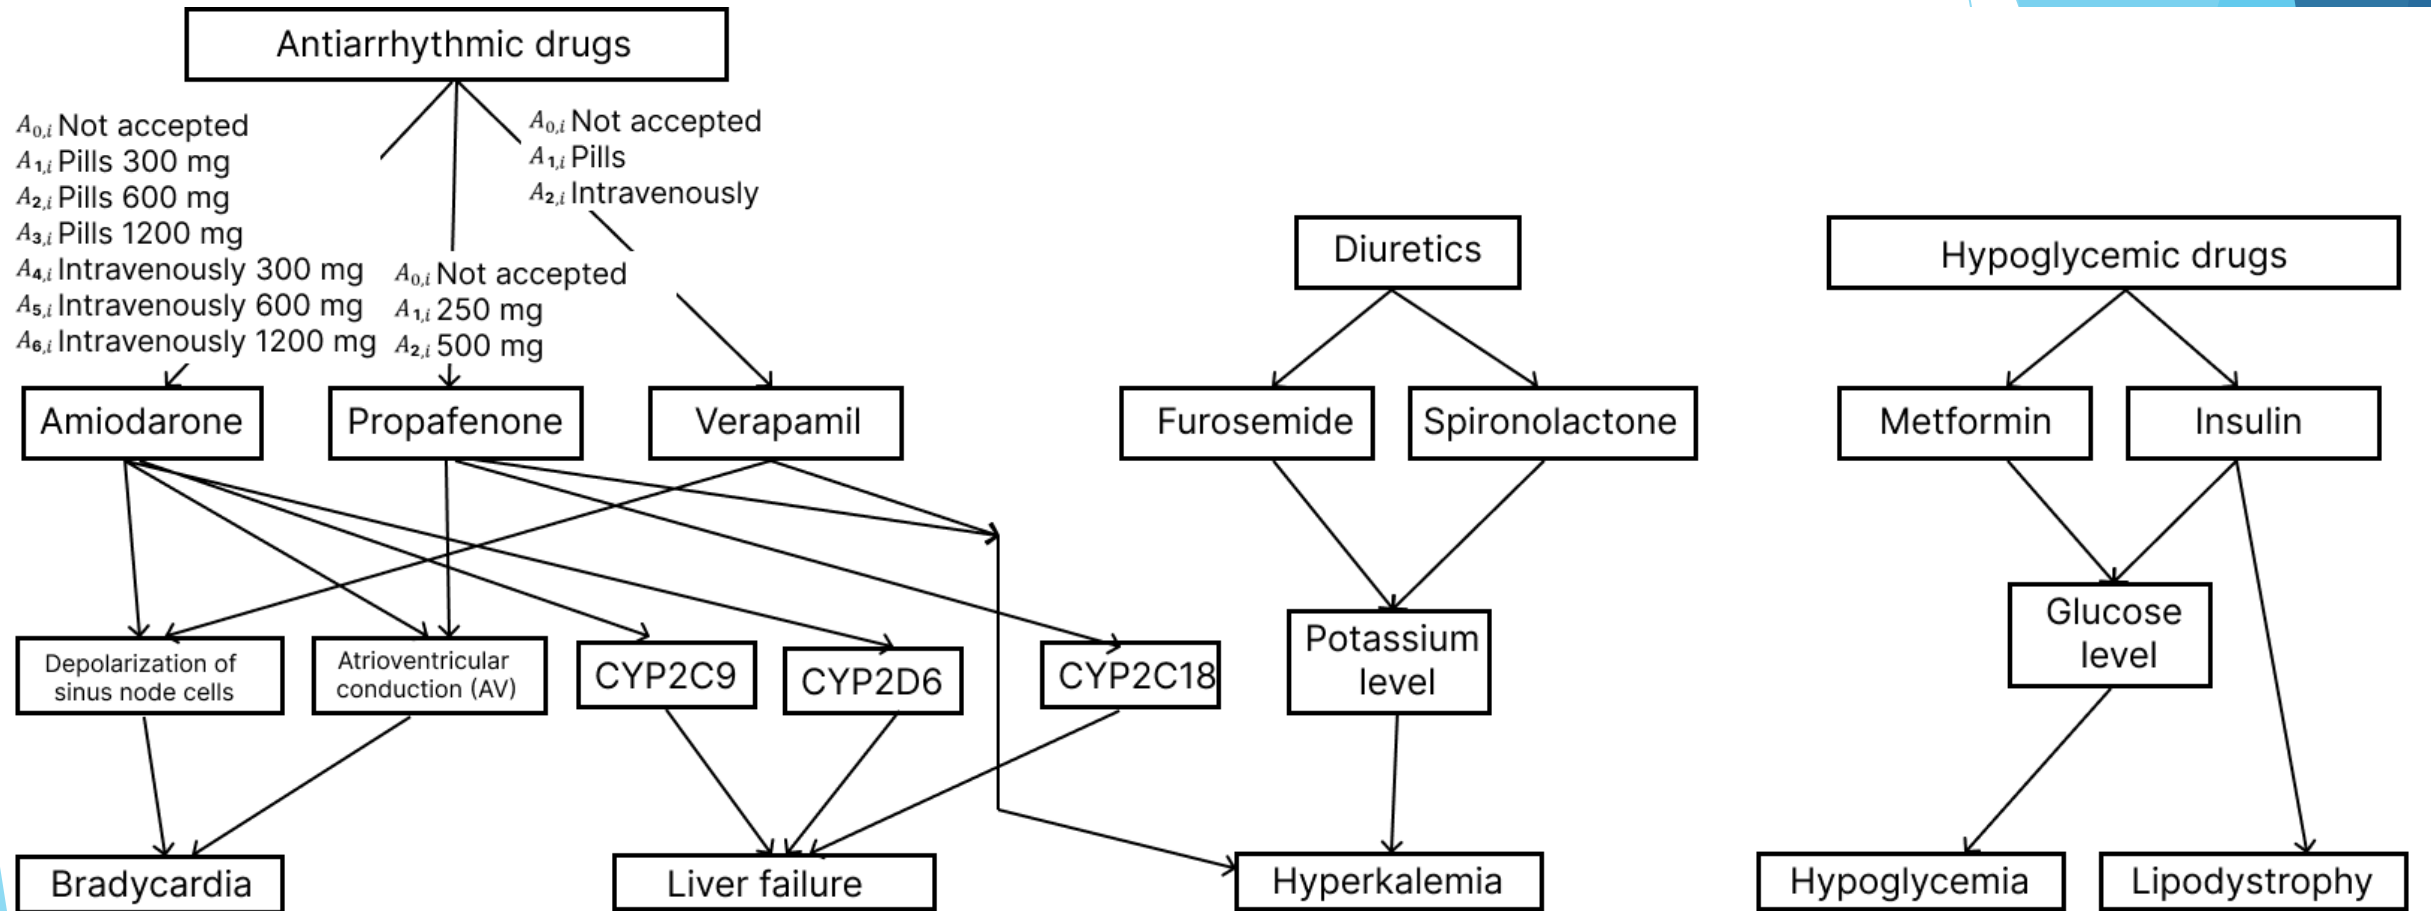 Antiarrhythmic drugs
A0,i Not accepted
A1,i Pills 300 mg
A2,i Pills 600 mg
A3,i Pills 1200 mg
A4,i Intravenously 300 mg
A5,i Intravenously 600 mg
A6,i Intravenously 1200 mg
A0,i Not accepted
A1,i 250 mg
A2,i 500 mg
A0,i Not accepted
A1,i Pills
A2,i Intravenously
Diuretics
Hypoglycemic drugs
Amiodarone
Propafenone
Verapamil
Furosemide
Spironolactone
Metformin
Insulin
Depolarization of
sinus node cells
Atrioventricular
conduction (AV)
CYP2C9
CYP2D6
CYP2C18
Potassium
level
Glucose
level
Bradycardia
Liver failure
Hyperkalemia
Hypoglycemia
Lipodystrophy